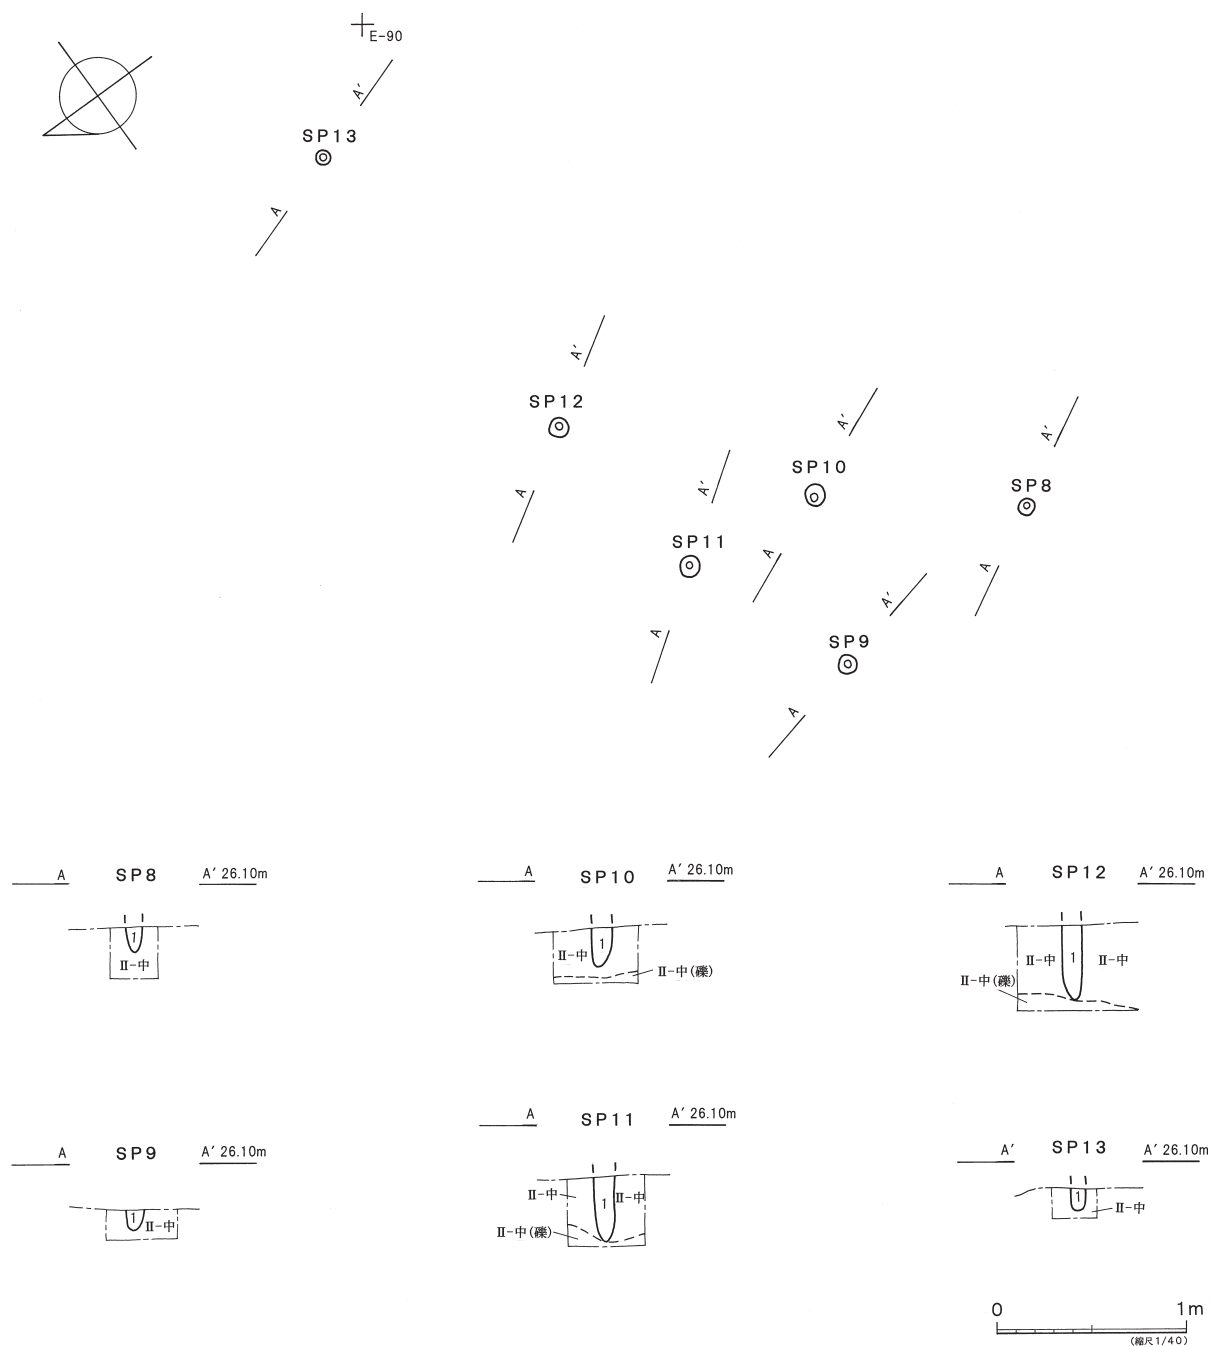 E-90
A′
SP13
A
A′
SP12
A
A′
SP10
A
A′
SP8
A
A′
SP11
A
A′
SP9
A
A SP8 A′ 26.10m
1
Ⅱ-中
A SP10 A′ 26.10m
Ⅱ-中 1
Ⅱ-中(礫)
A SP12 A′ 26.10m
Ⅱ-中 1 Ⅱ-中
Ⅱ-中(礫)
A SP9 A′ 26.10m
1 Ⅱ-中
A SP11 A′ 26.10m
Ⅱ-中 1 Ⅱ-中
Ⅱ-中(礫)
A′ SP13 A′ 26.10m
1
Ⅱ-中
0 1m
(縮尺1/40)